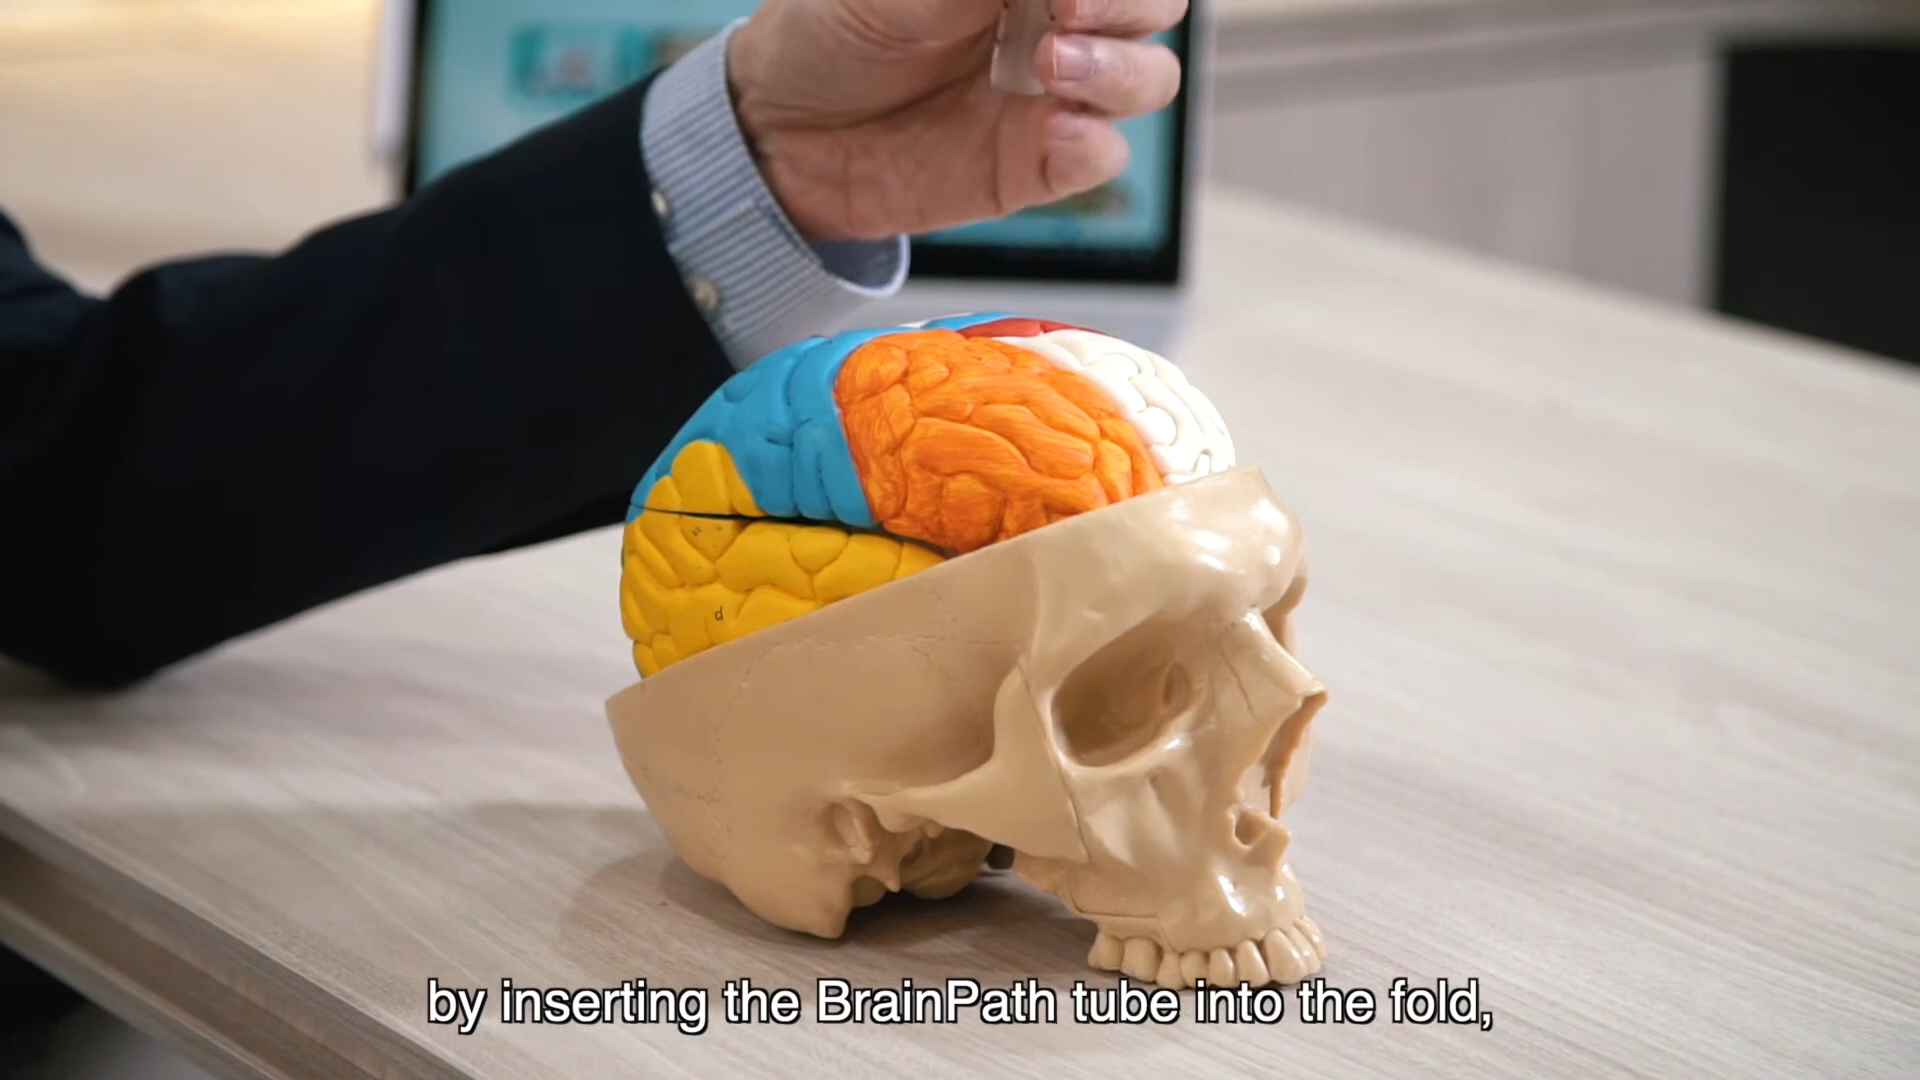 d
by inserting the BrainPath tube into the fold,